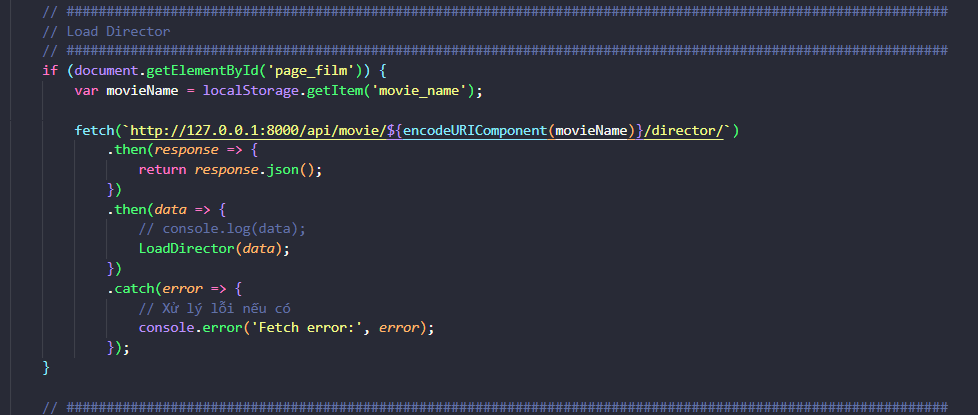 // ##############################################################################################################
// Load Director
// ##############################################################################################################
if (document.getElementById('page_film')) {
    var movieName = localStorage.getItem('movie_name');

    fetch(`http://127.0.0.1:8000/api/movie/${encodeURIComponent(movieName)}/director/`)
        .then(response => {
            return response.json();
        })
        .then(data => {
            // console.log(data);
            LoadDirector(data);
        })
        .catch(error => {
            // Xử lý lỗi nếu có
            console.error('Fetch error:', error);
        });
}

// ##############################################################################################################